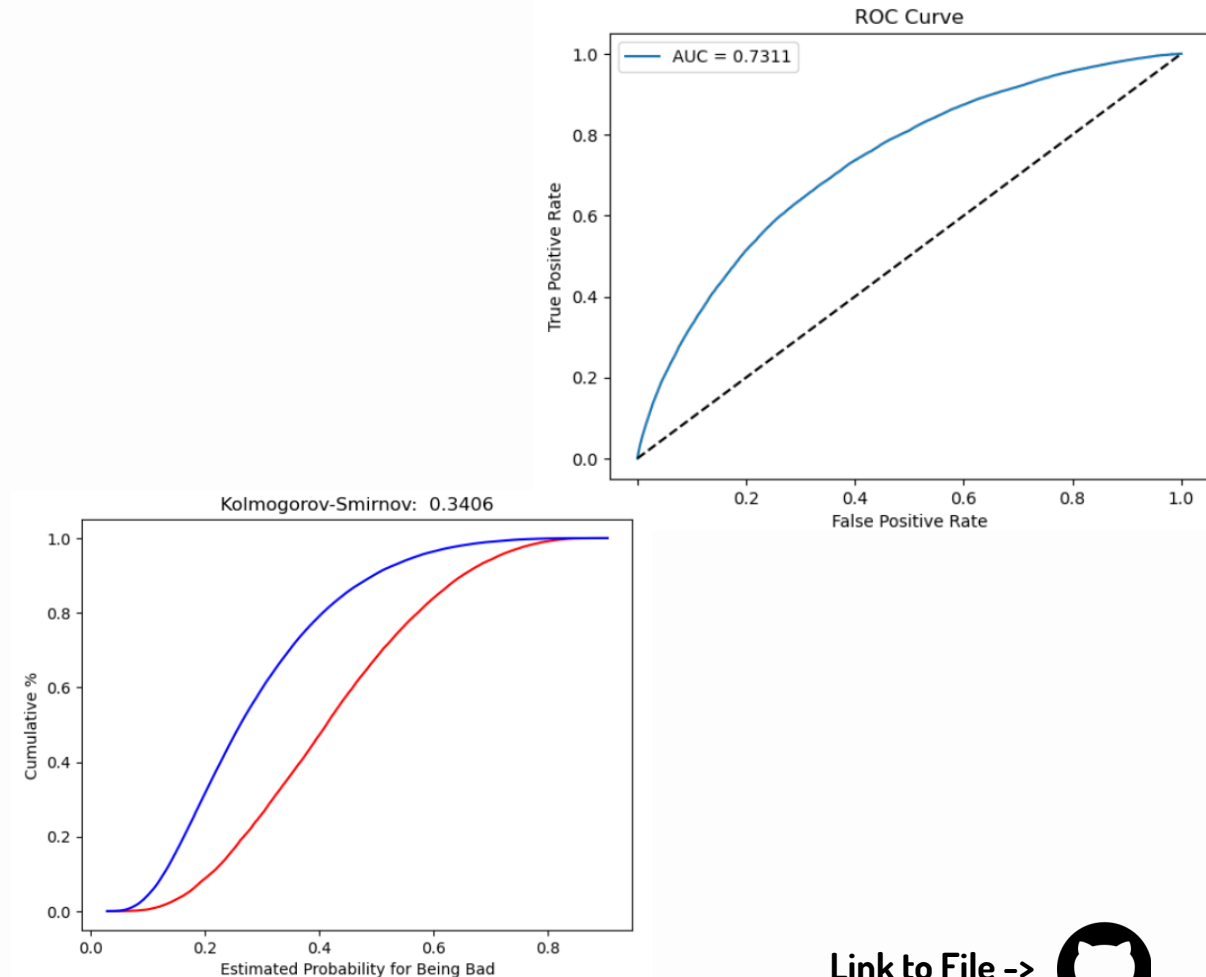 ROC Curve
AUC = 0.7311
1.0
0.8
0.6
0.4
0.2
0.0
True Positive Rate
0.2 0.4 0.6 0.8 1.0
False Positive Rate
Kolmogorov-Smirnov: 0.3406
1.0
0.8
0.6
0.4
0.2
0.0
Cumulative %
0.0 0.2 0.4 0.6 0.8
Estimated Probability for Being Bad
Link to File ->